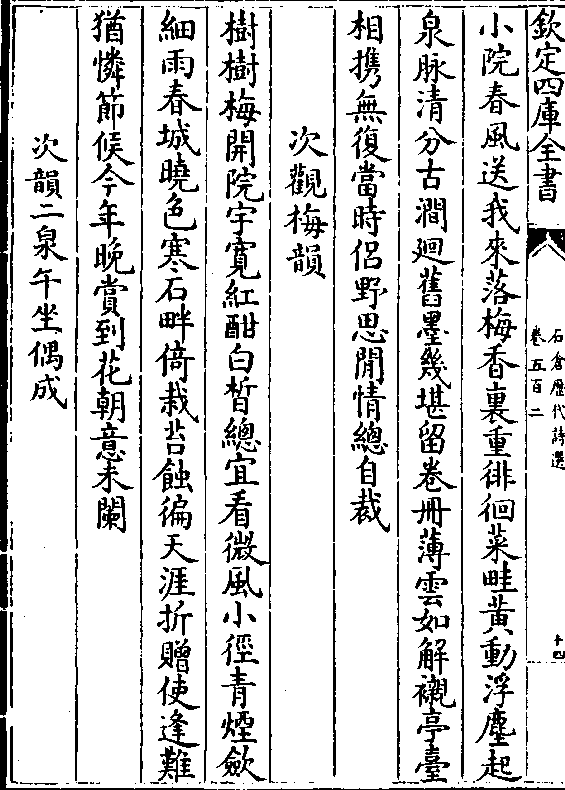 欽定四庫全書
石倉歷代詩選
卷五百二
十四
小院春風送我來落梅香裏重徘徊菜畦黃動浮塵起
泉脉清分古澗廻舊墨幾堪留卷冊薄雲如解襯亭臺
相攜無復當時侶野思閒情總自裁
次觀梅韻
樹樹梅開院宇寛紅酣白晳總宜看微風小徑青煙歛
細雨春城曉色寒石畔倚栽苔蝕徧天涯折贈使逢難
猶憐節候今年晩賞到花朝意未闌
次韻二泉午坐偶成